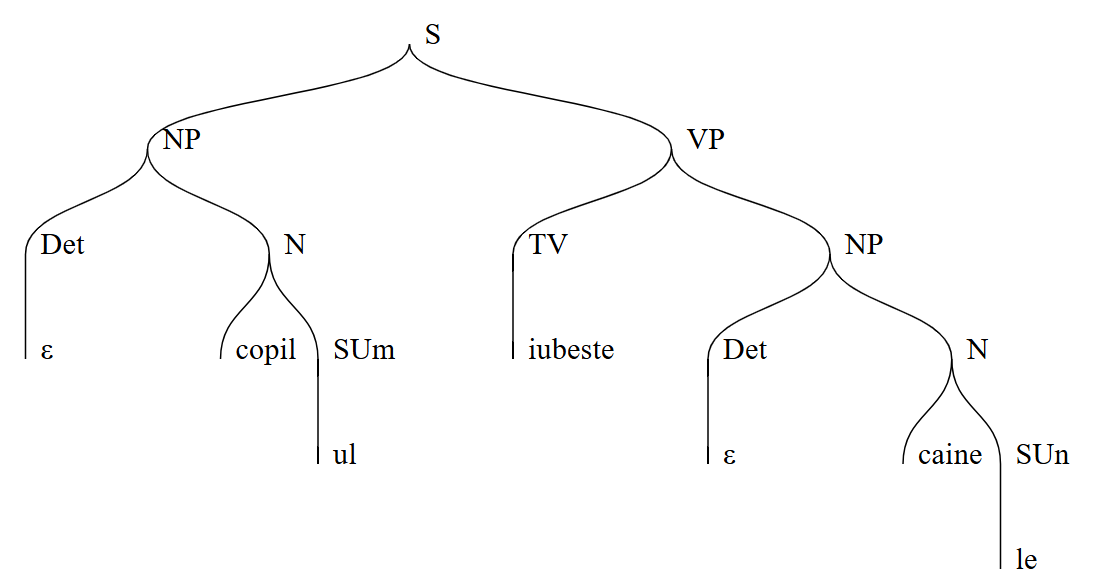 S
NP VP
Det N TV NP
ε copil SUm iubeste Det N
ul ε caine SUn
le